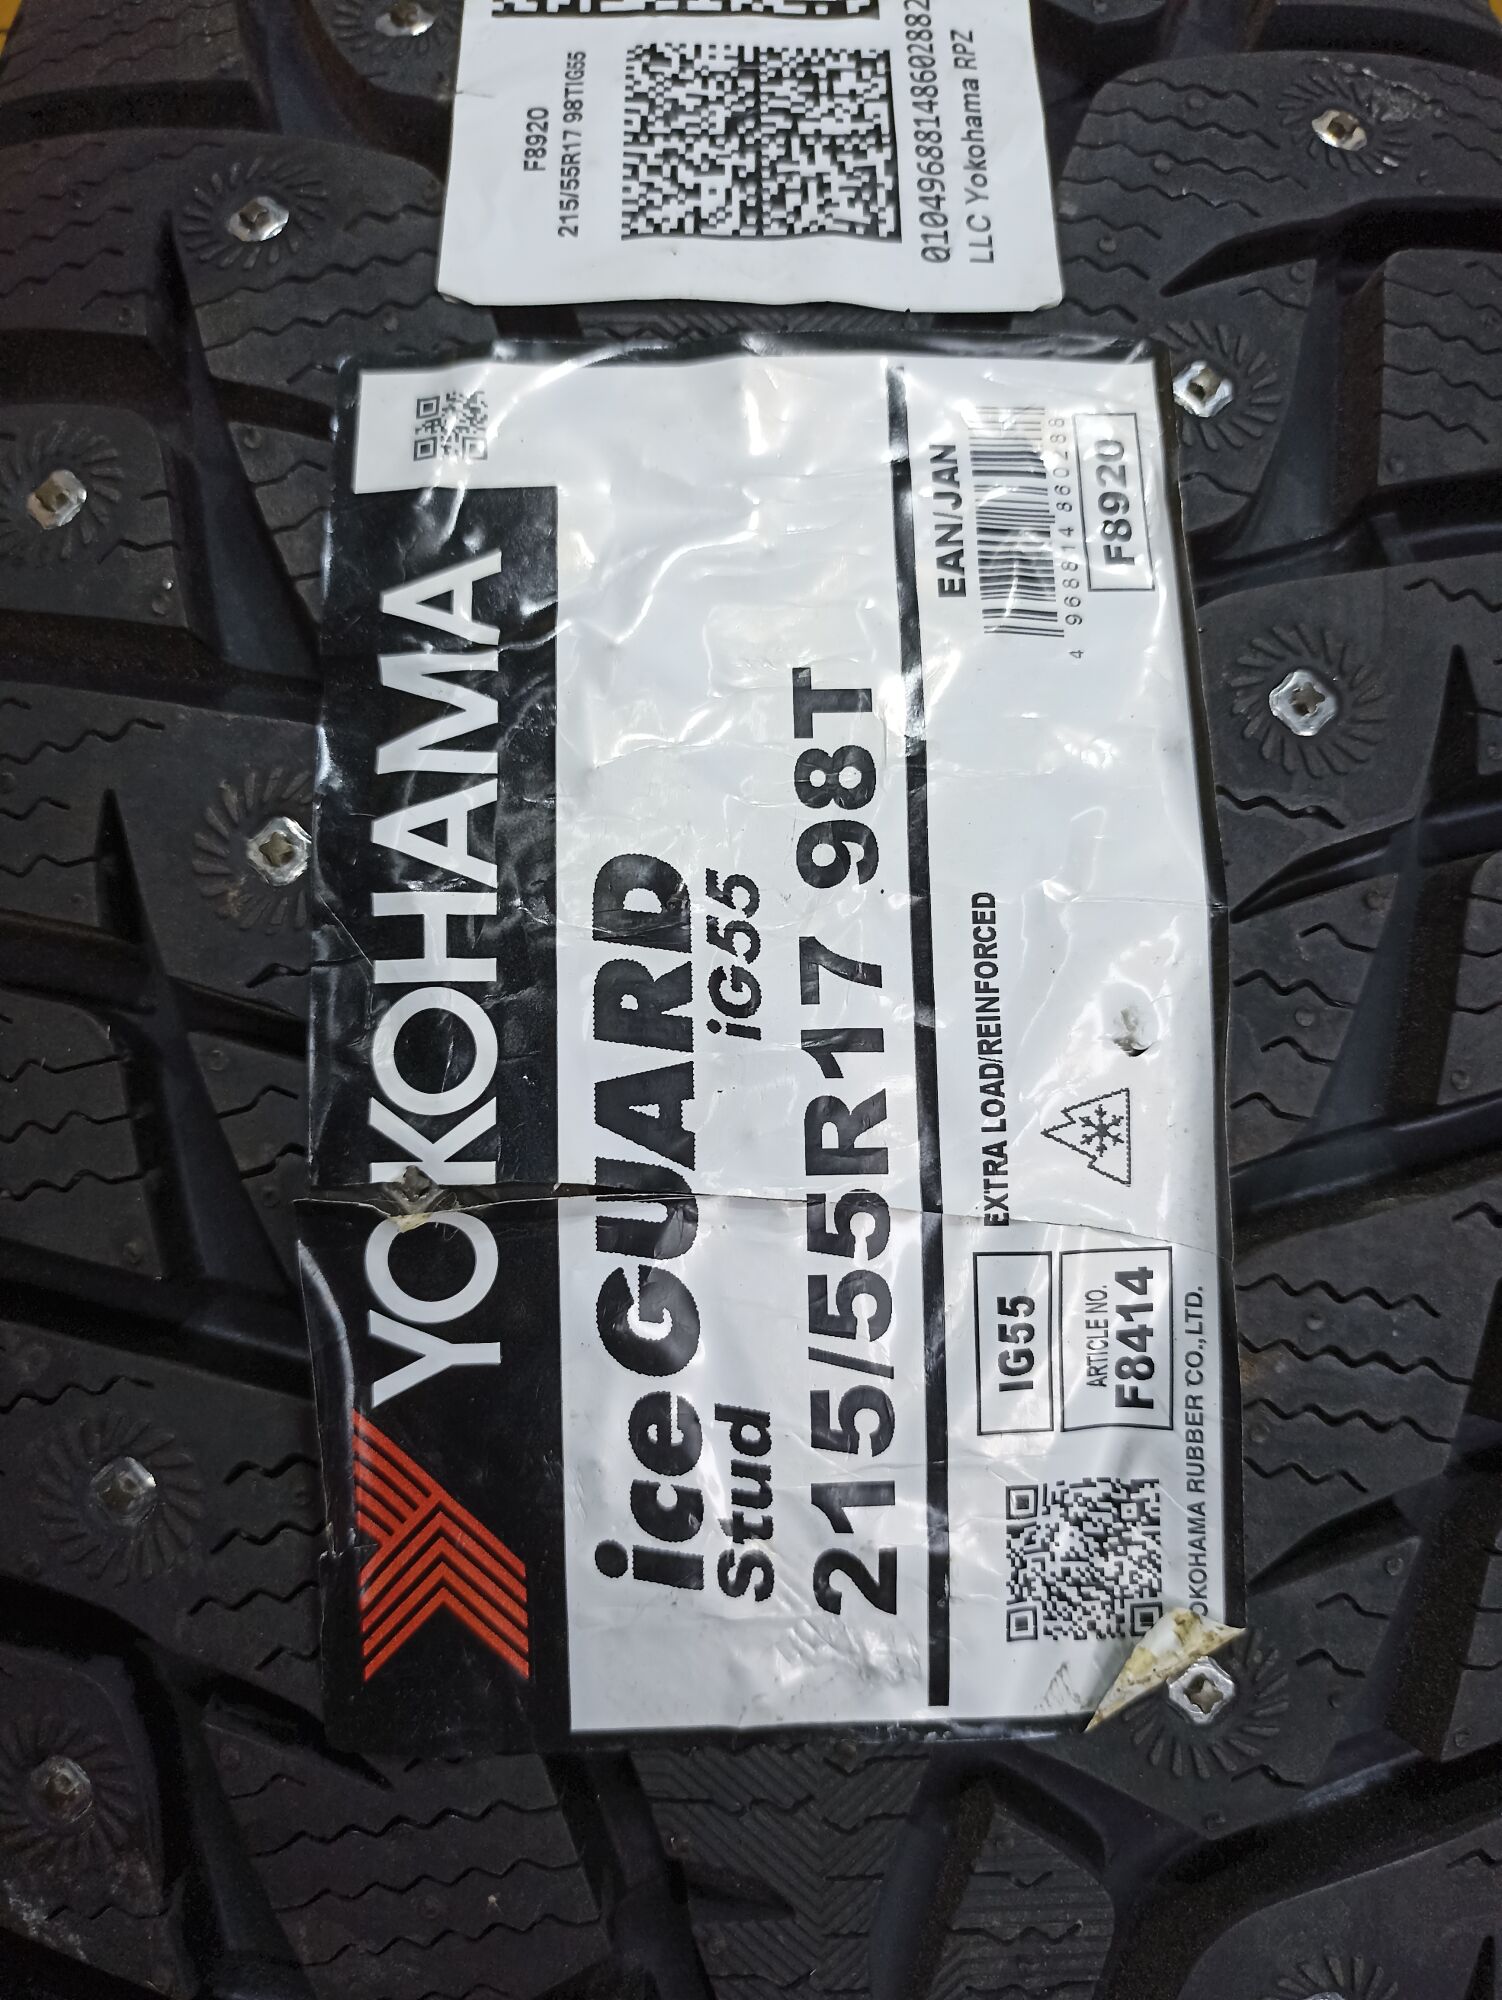 F8920
215/55R17 98TIG55
01049688148602882
LLC Yokohama RPZ
YOKOHAMA
iceGUARD
Stud iG55
215/55R17 98T
EAN/JAN
4 968814 860288
F8920
EXTRA LOAD/REINFORCED
IG55
ARTICLE NO.
F8414
YOKOHAMA RUBBER CO.,LTD.